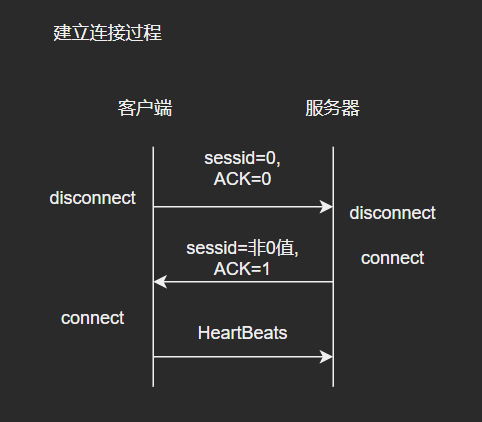 建立连接过程
客户端
服务器
sessid=0,
ACK=0
disconnect
disconnect
sessid=非0值,
ACK=1
connect
connect
HeartBeats